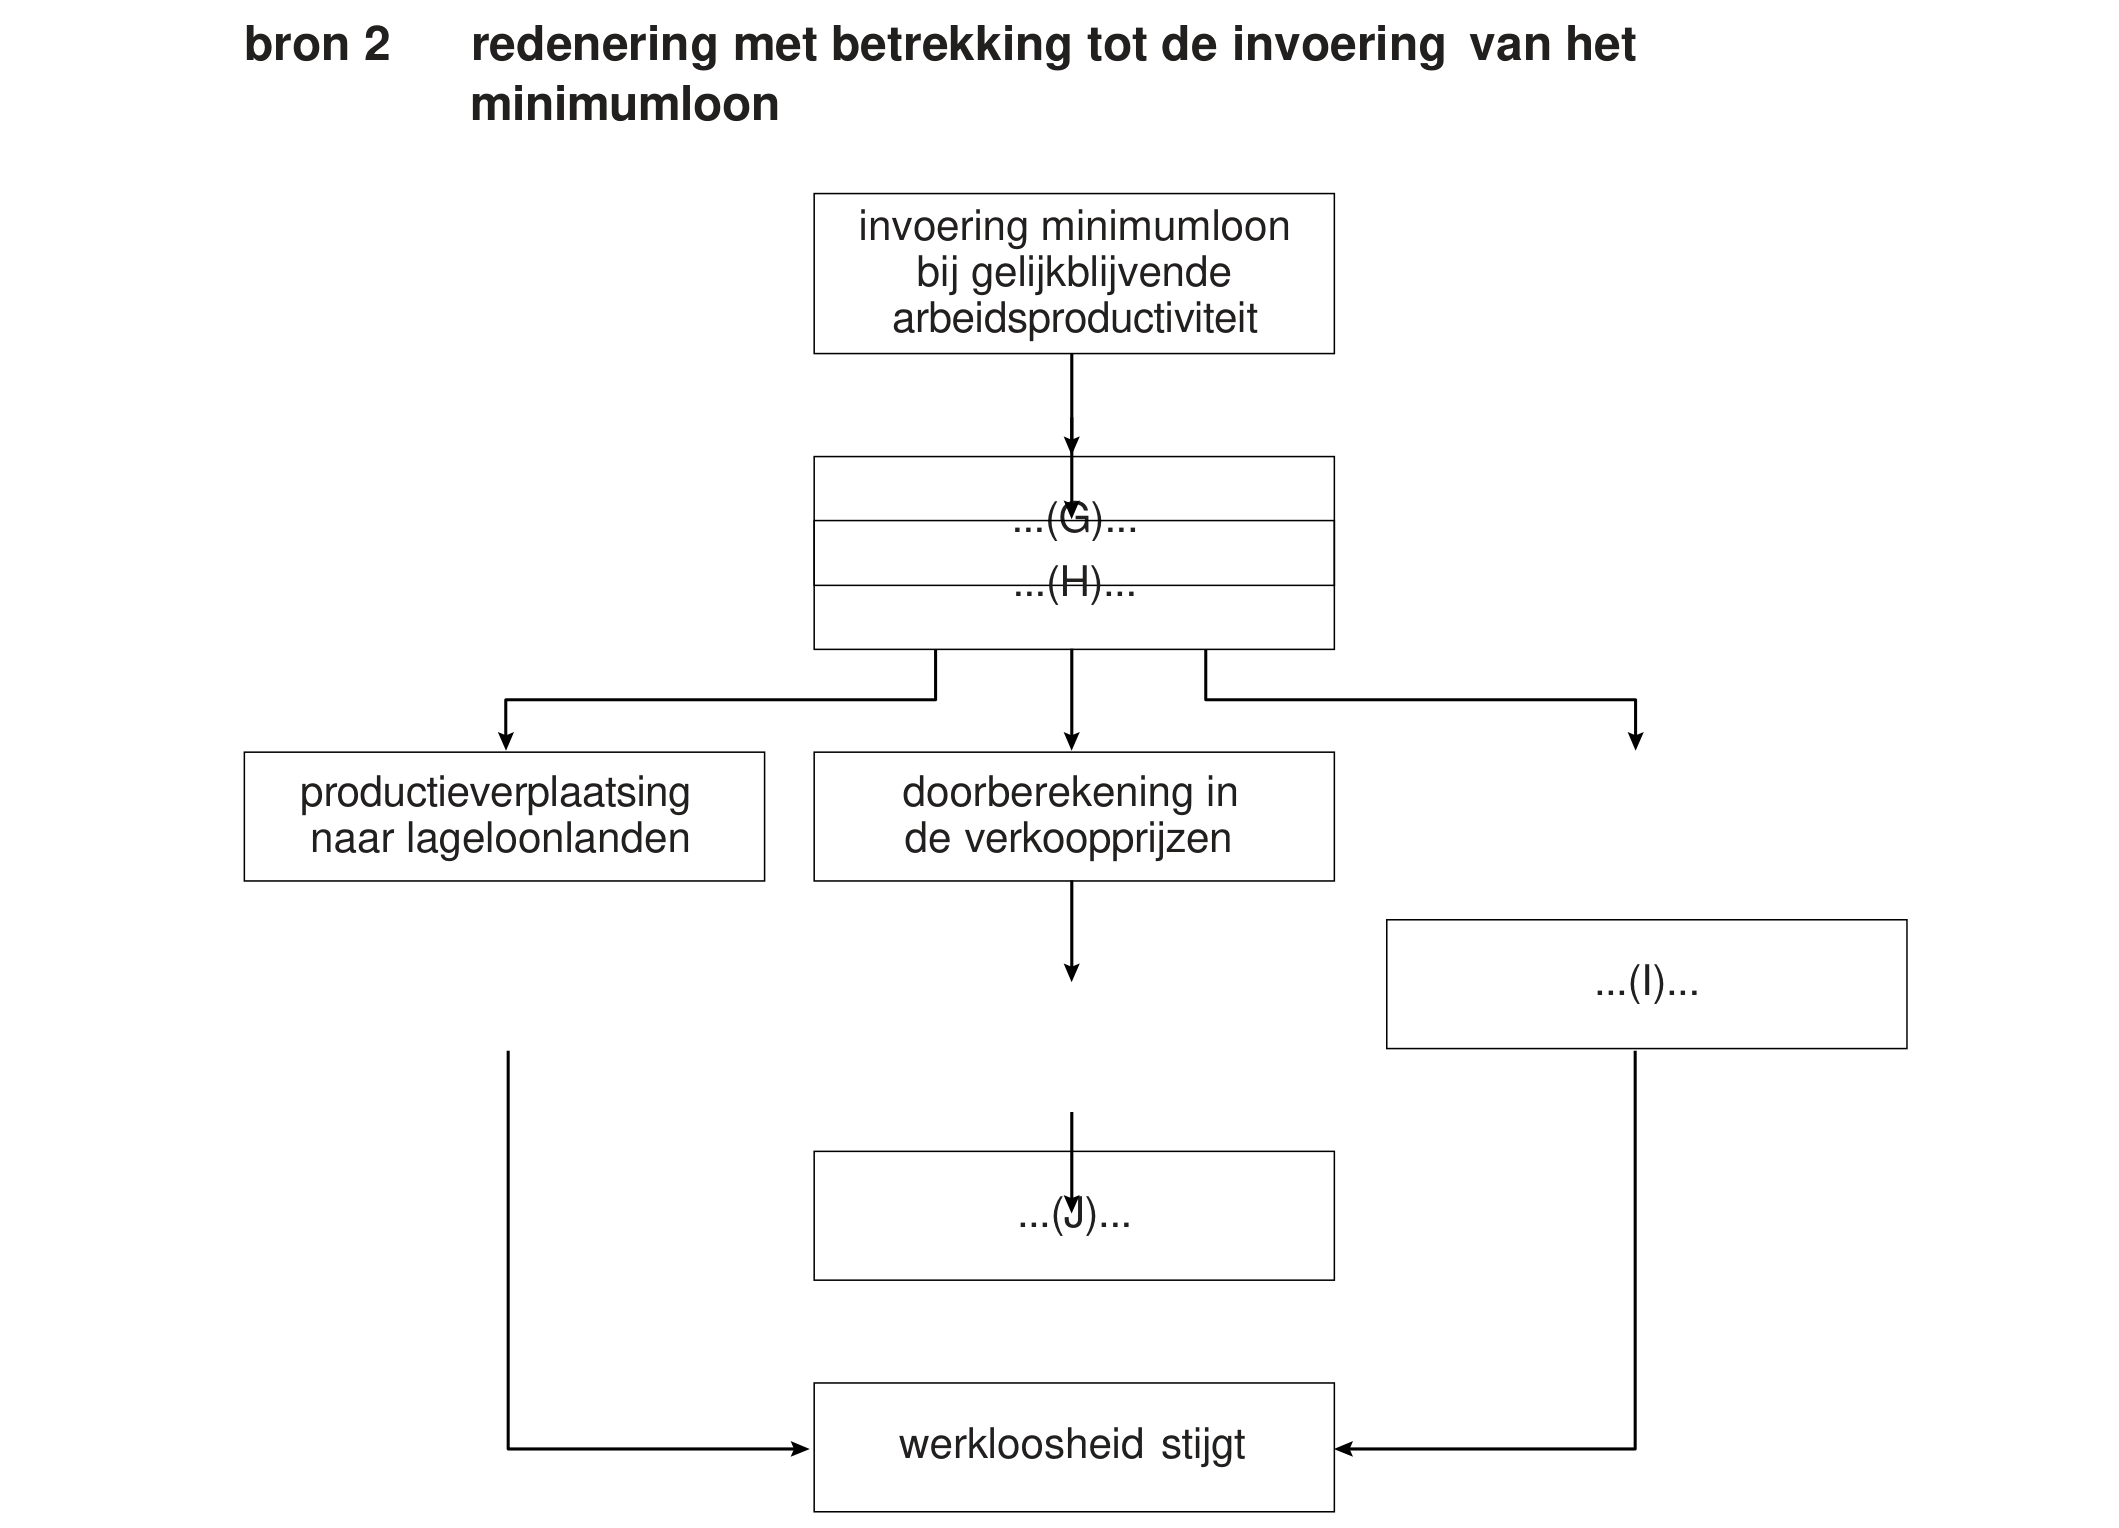 bron 2 redenering met betrekking tot de invoering van het
minimumloon
invoering minimumloon
bij gelijkblijvende
arbeidsproductiviteit
...(G)...
...(H)...
productieverplaatsing
naar lageloonlanden
doorberekening in
de verkoopprijzen
...(I)...
...(J)...
werkloosheid stijgt